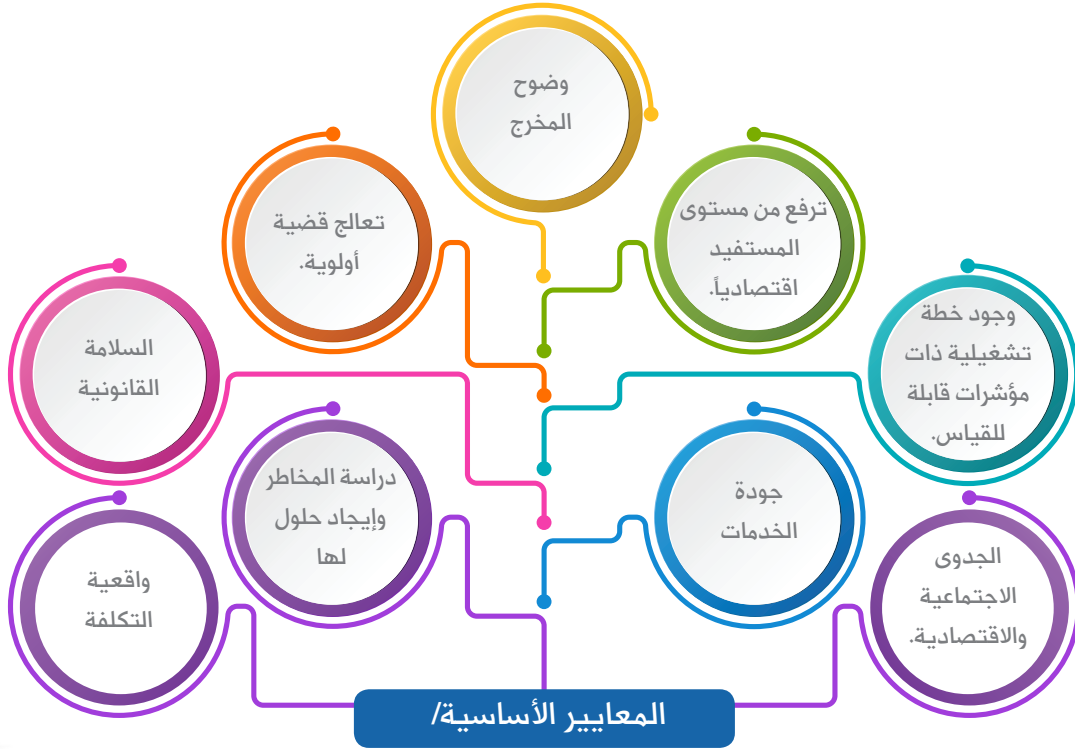 وضوح
المخرج
ترفع من مستوى
المستفيد
اقتصادياً.
تعالج قضية
أولوية.
وجود خطة
تشغيلية ذات
مؤشرات قابلة
للقياس.
السلامة
القانونية
جودة
الخدمات
دراسة المخاطر
وإيجاد حلول
لها
الجدوى
الاجتماعية
والاقتصادية.
واقعية
التكلفة
المعايير الأساسية/